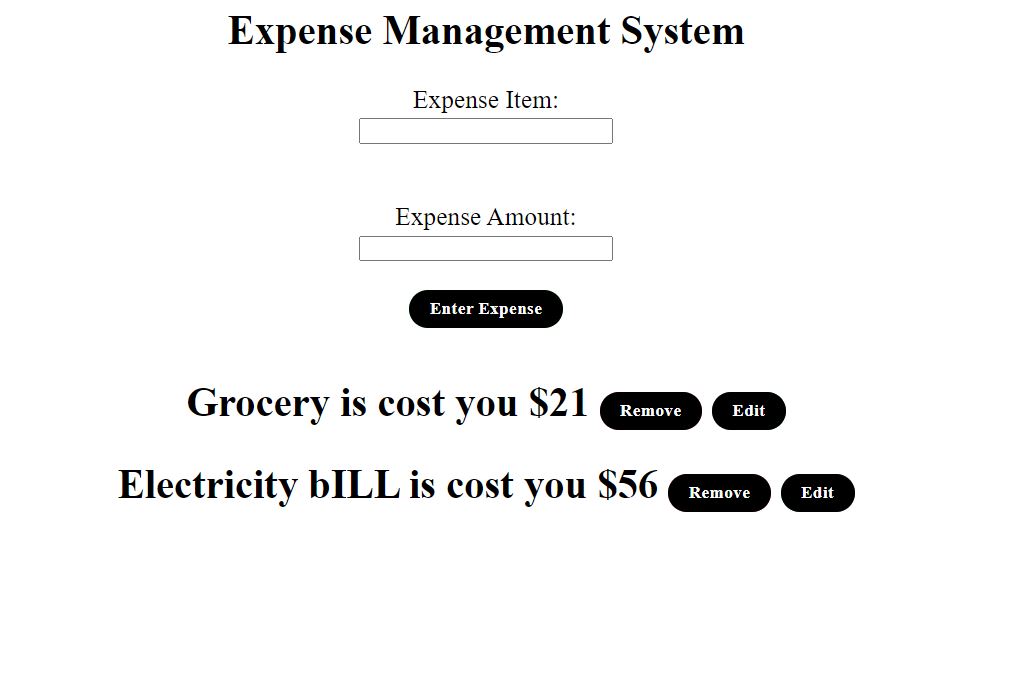 Expense Management System
Expense Item:
Expense Amount:
Enter Expense
Grocery is cost you $21 Remove Edit
Electricity bILL is cost you $56 Remove Edit